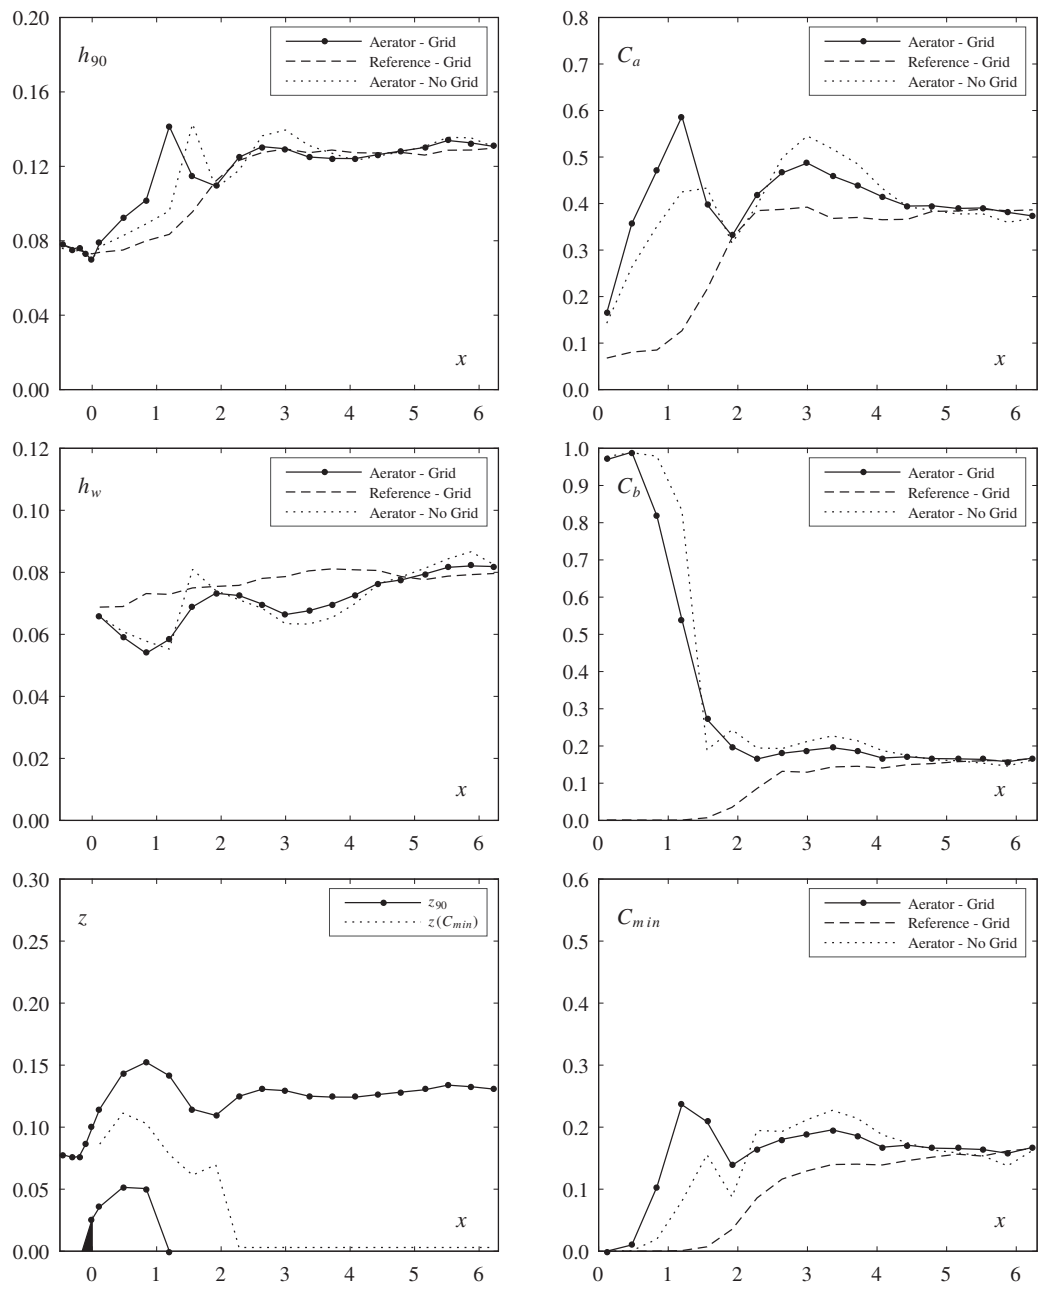 0.20
0.16
0.12
0.08
0.04
0.00
h90
Aerator - Grid
Reference - Grid
Aerator - No Grid
x
0 1 2 3 4 5 6
0.8
0.7
0.6
0.5
0.4
0.3
0.2
0.1
0.0
Ca
Aerator - Grid
Reference - Grid
Aerator - No Grid
x
0 1 2 3 4 5 6
0.12
0.10
0.08
0.06
0.04
0.02
0.00
hw
Aerator - Grid
Reference - Grid
Aerator - No Grid
x
0 1 2 3 4 5 6
1.0
0.9
0.8
0.7
0.6
0.5
0.4
0.3
0.2
0.1
0.0
Cb
Aerator - Grid
Reference - Grid
Aerator - No Grid
x
0 1 2 3 4 5 6
0.30
0.25
0.20
0.15
0.10
0.05
0.00
z
z90
z(Cmin)
x
0 1 2 3 4 5 6
0.6
0.5
0.4
0.3
0.2
0.1
0.0
Cmin
Aerator - Grid
Reference - Grid
Aerator - No Grid
x
0 1 2 3 4 5 6